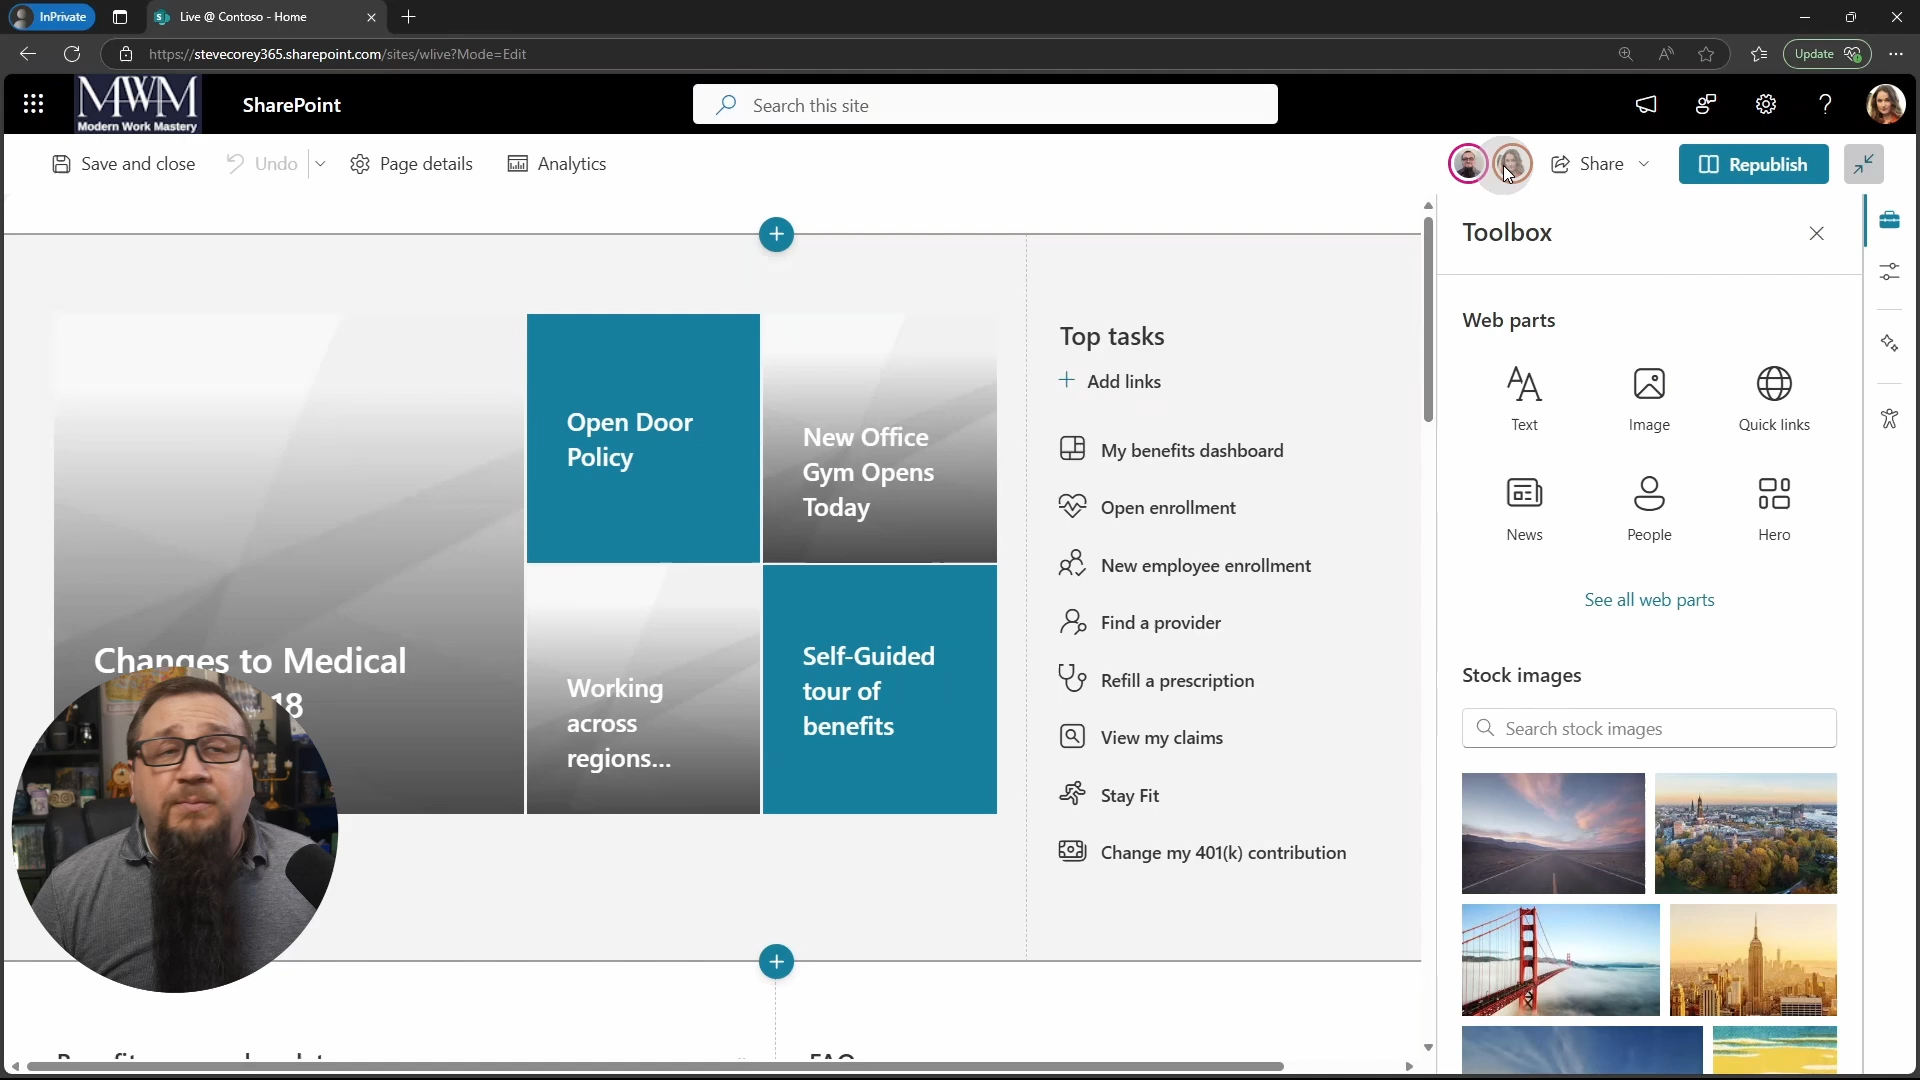 InPrivate
Live @ Contoso - Home
https://stevecorey365.sharepoint.com/sites/wlive?Mode=Edit
Update
MWM
Modern Work Mastery
SharePoint
Search this site
Save and close
Undo
Page details
Analytics
Share
Republish
Changes to Medical
18
Open Door
Policy
New Office
Gym Opens
Today
Working
across
regions...
Self-Guided
tour of
benefits
Top tasks
Add links
My benefits dashboard
Open enrollment
New employee enrollment
Find a provider
Refill a prescription
View my claims
Stay Fit
Change my 401(k) contribution
Toolbox
Web parts
Text
Image
Quick links
News
People
Hero
See all web parts
Stock images
Search stock images
FAQ